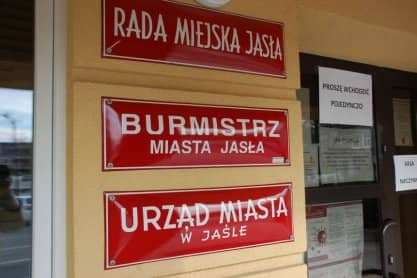 RADA MIEJSKA JASŁA
BURMISTRZ
MIASTA JASŁA
URZĄD MIASTA
W JAŚLE
PROSZĘ WCHODZIĆ
POJEDYNCZO